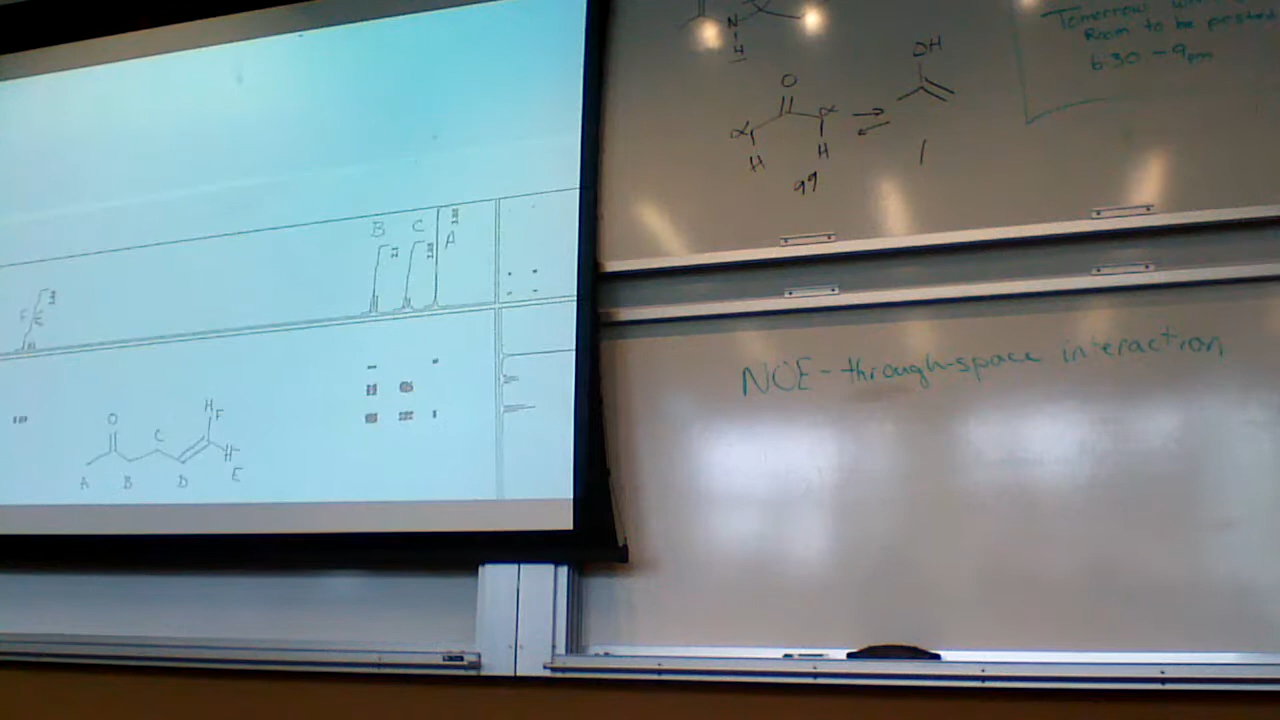 B
C
A
F
E
O
H
F
C
H
E
A
B
D
N
H
OH
O
α
α
H
H
99
1
Tomorrow
Room to be posted
6:30 - 9pm
NOE - through-space interaction